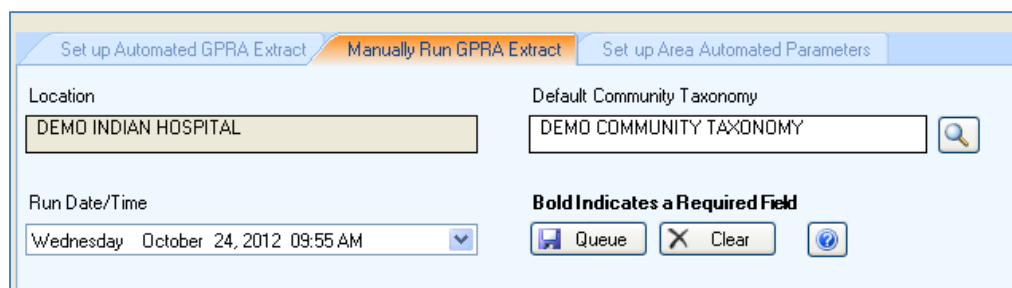 Set up Automated GPRA Extract Manually Run GPRA Extract Set up Area Automated Parameters
Location Default Community Taxonomy
DEMO INDIAN HOSPITAL DEMO COMMUNITY TAXONOMY
Run Date/Time Bold Indicates a Required Field
Wednesday October 24, 2012 09:55 AM Queue Clear